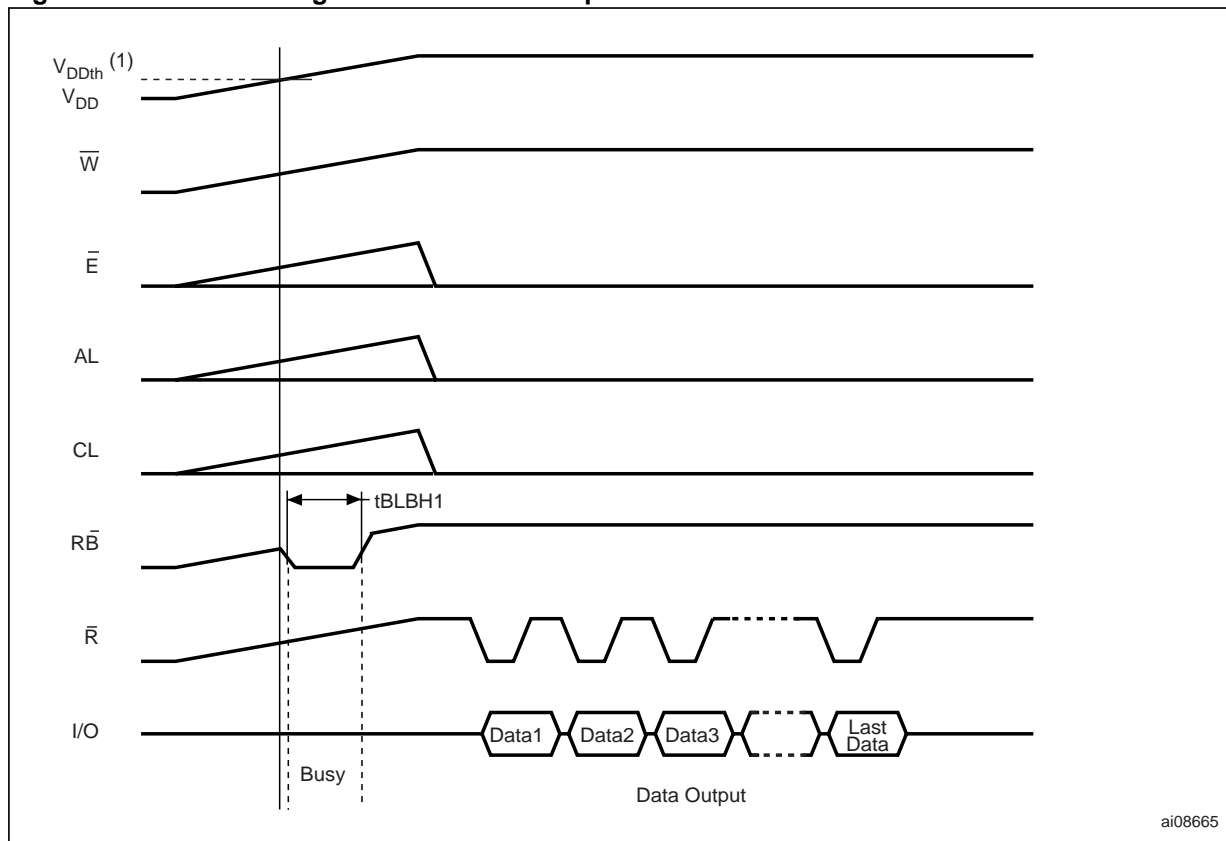 V_DDth (1)
V_DD
W̅
E̅
AL
CL
tBLBH1
RB̅
R̅
I/O
Data1
Data2
Data3
Last
Data
Busy
Data Output
ai08665